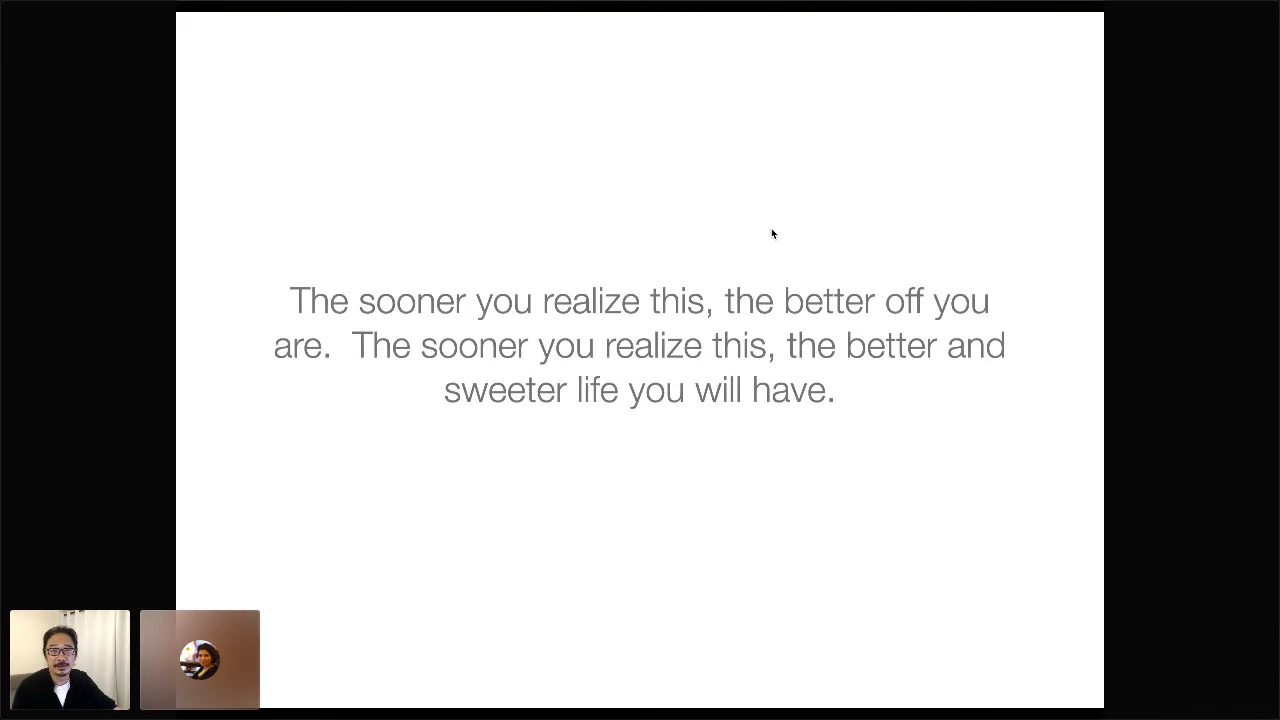 The sooner you realize this, the better off you
are.  The sooner you realize this, the better and
sweeter life you will have.